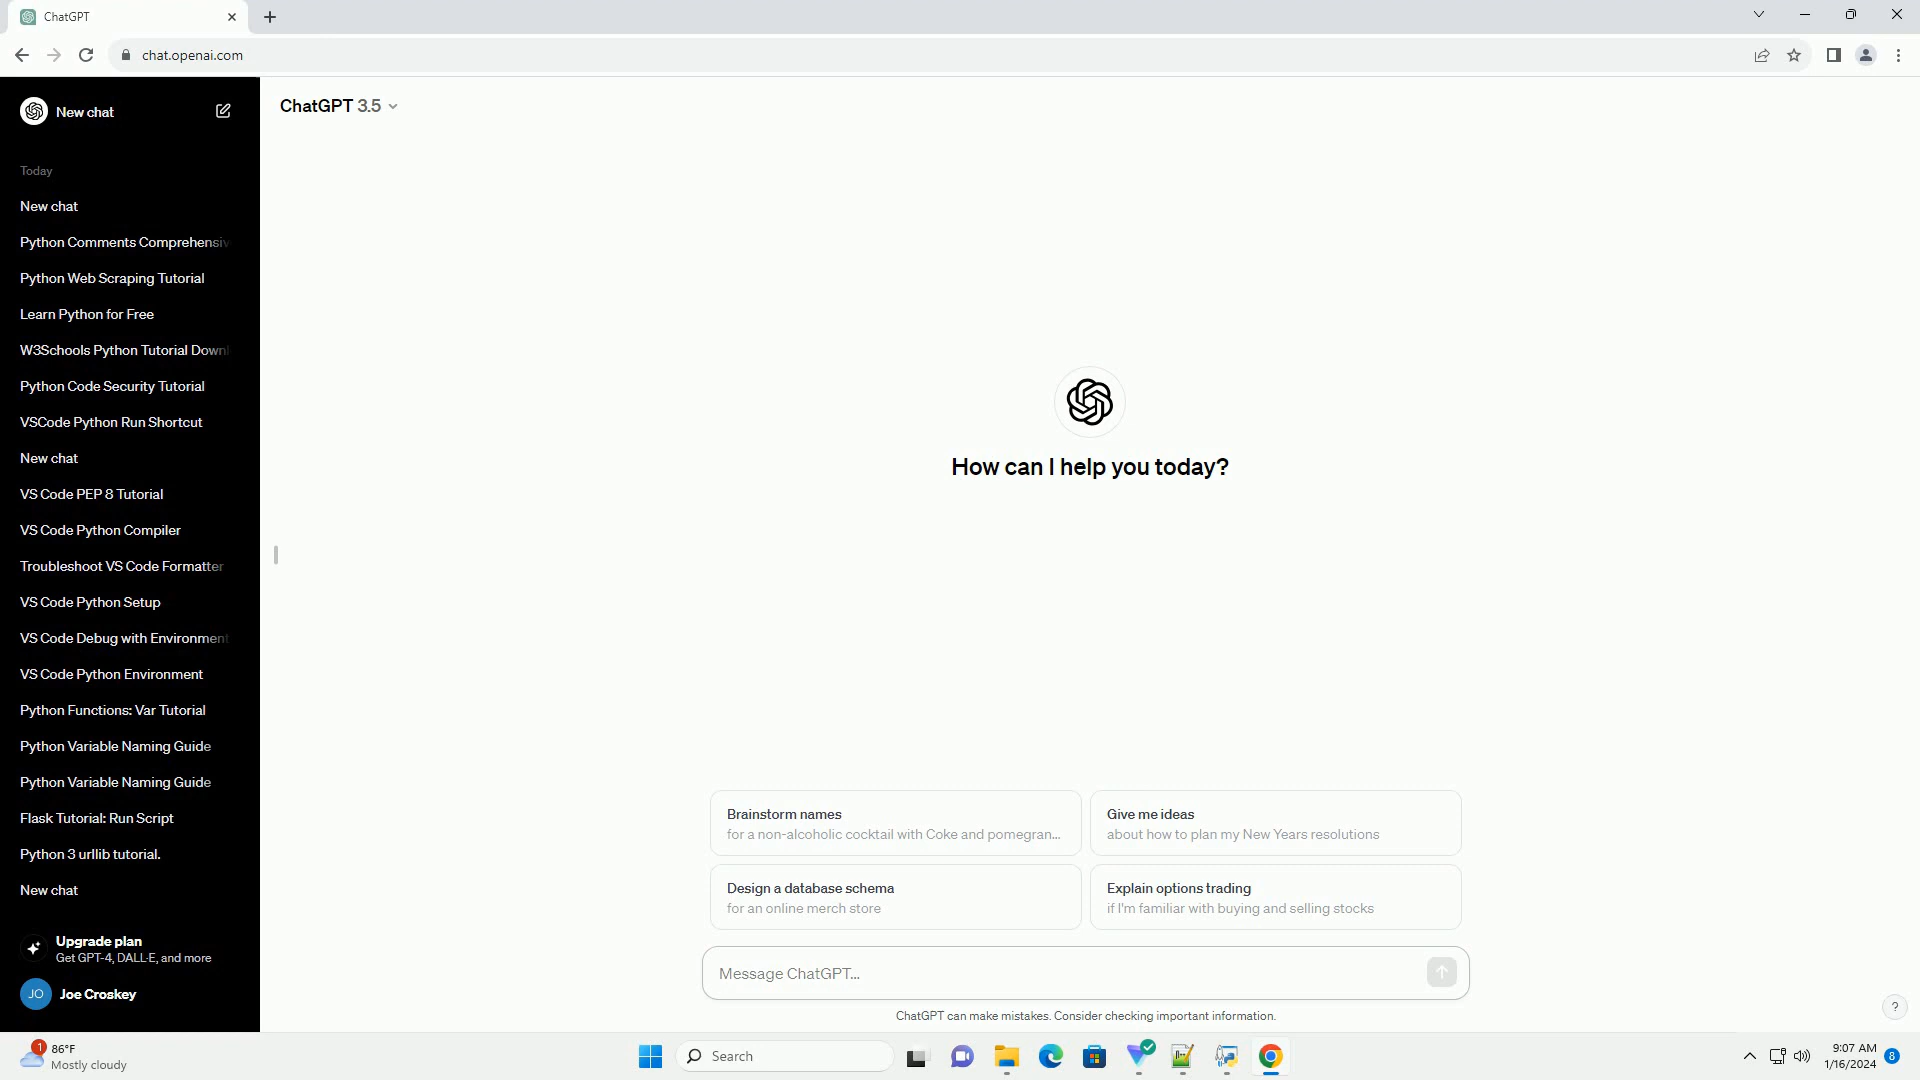 ChatGPT
chat.openai.com
New chat
Today
New chat
Python Comments Comprehensiv
Python Web Scraping Tutorial
Learn Python for Free
W3Schools Python Tutorial Downl
Python Code Security Tutorial
VSCode Python Run Shortcut
New chat
VS Code PEP 8 Tutorial
VS Code Python Compiler
Troubleshoot VS Code Formatter
VS Code Python Setup
VS Code Debug with Environment
VS Code Python Environment
Python Functions: Var Tutorial
Python Variable Naming Guide
Python Variable Naming Guide
Flask Tutorial: Run Script
Python 3 urllib tutorial.
New chat
Upgrade plan
Get GPT-4, DALL·E, and more
JO Joe Croskey
ChatGPT 3.5
How can I help you today?
Brainstorm names
for a non-alcoholic cocktail with Coke and pomegran...
Give me ideas
about how to plan my New Years resolutions
Design a database schema
for an online merch store
Explain options trading
if I'm familiar with buying and selling stocks
Message ChatGPT...
ChatGPT can make mistakes. Consider checking important information.
?
1
86°F
Mostly cloudy
Search
9:07 AM
1/16/2024
8